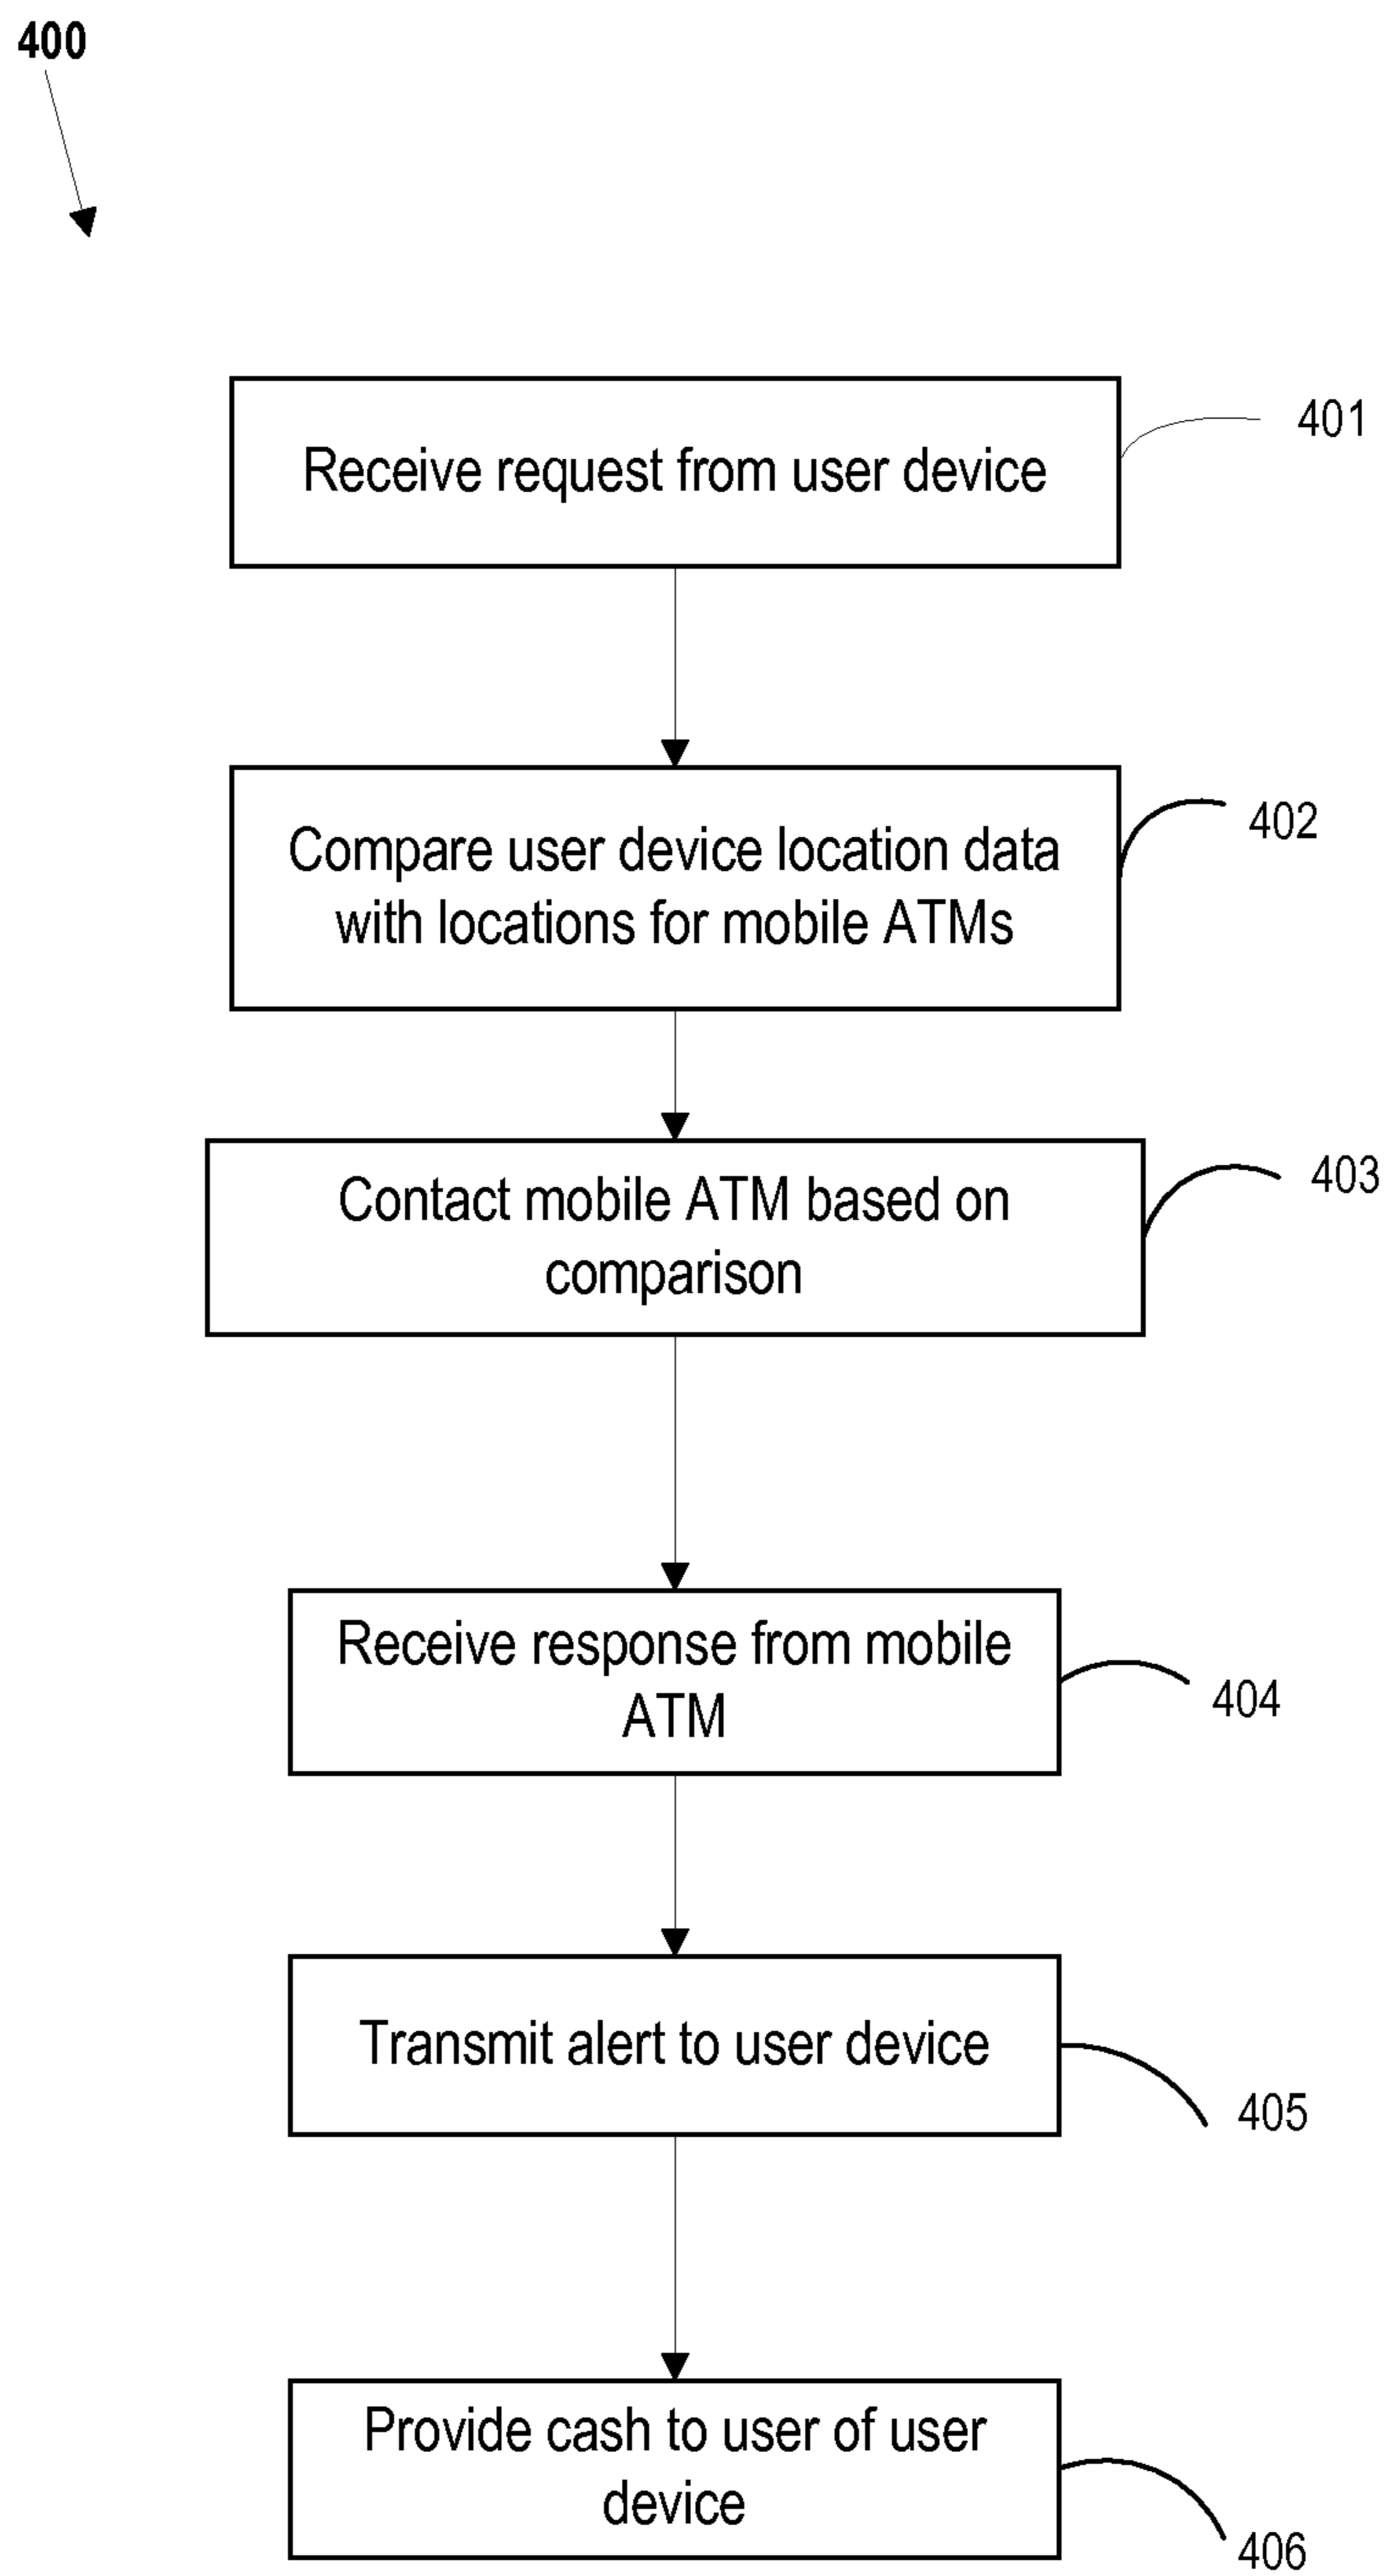 400
Receive request from user device
401
Compare user device location data
with locations for mobile ATMs
402
Contact mobile ATM based on
comparison
403
Receive response from mobile
ATM
404
Transmit alert to user device
405
Provide cash to user of user
device
406